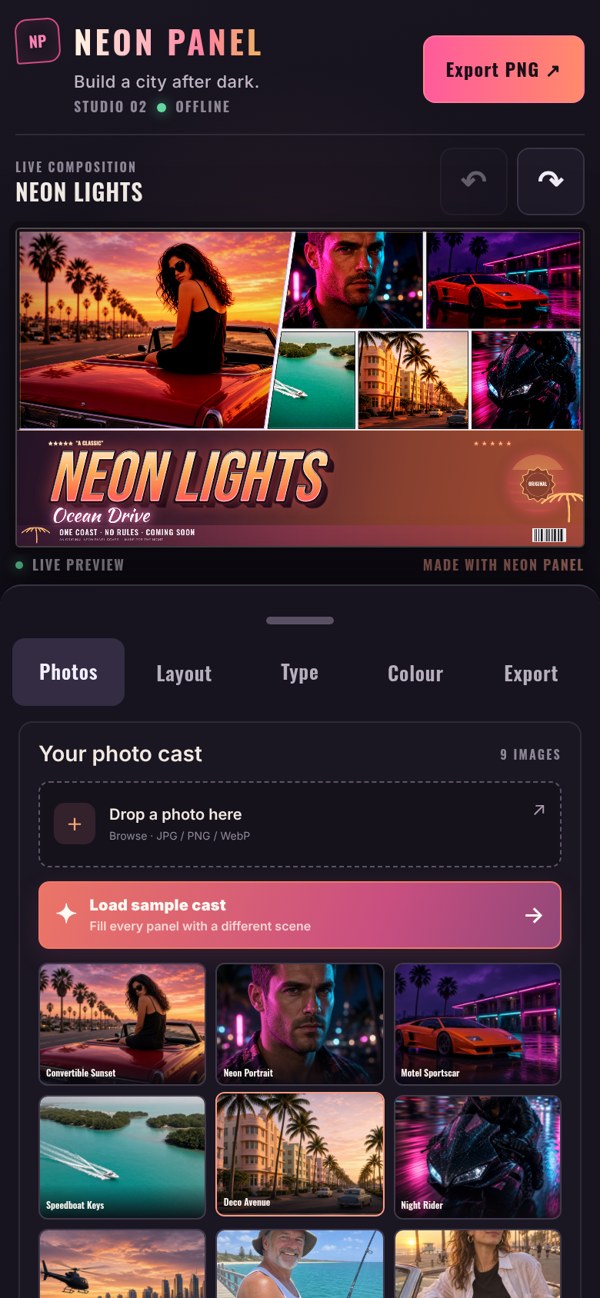 NP
NEON PANEL
Build a city after dark.
STUDIO 02 OFFLINE
Export PNG ↗
LIVE COMPOSITION
NEON LIGHTS
★★★★★ "A CLASSIC"
NEON LIGHTS
Ocean Drive
ONE COAST · NO RULES · COMING SOON
ORIGINAL
LIVE PREVIEW
MADE WITH NEON PANEL
Photos
Layout
Type
Colour
Export
Your photo cast
9 IMAGES
Drop a photo here
Browse · JPG / PNG / WebP
Load sample cast
Fill every panel with a different scene
Convertible Sunset
Neon Portrait
Motel Sportscar
Speedboat Keys
Deco Avenue
Night Rider